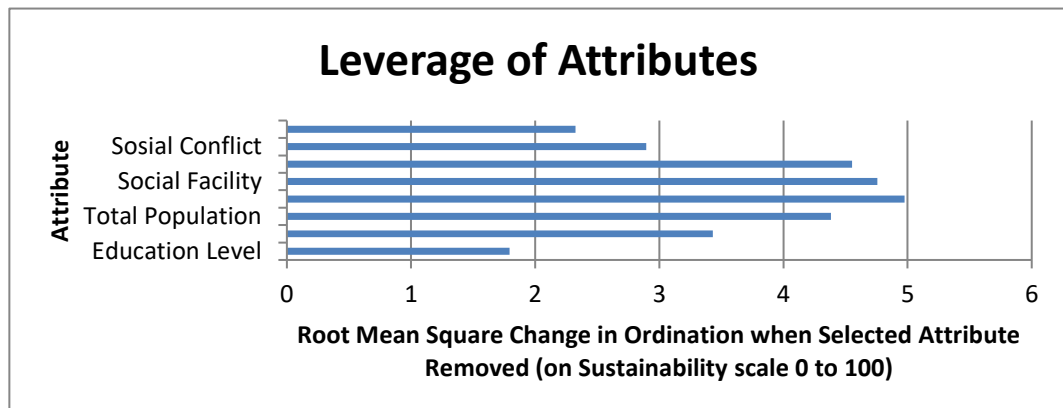 Leverage of Attributes
Attribute
Sosial Conflict
Social Facility
Total Population
Education Level
0 1 2 3 4 5 6
Root Mean Square Change in Ordination when Selected Attribute
Removed (on Sustainability scale 0 to 100)